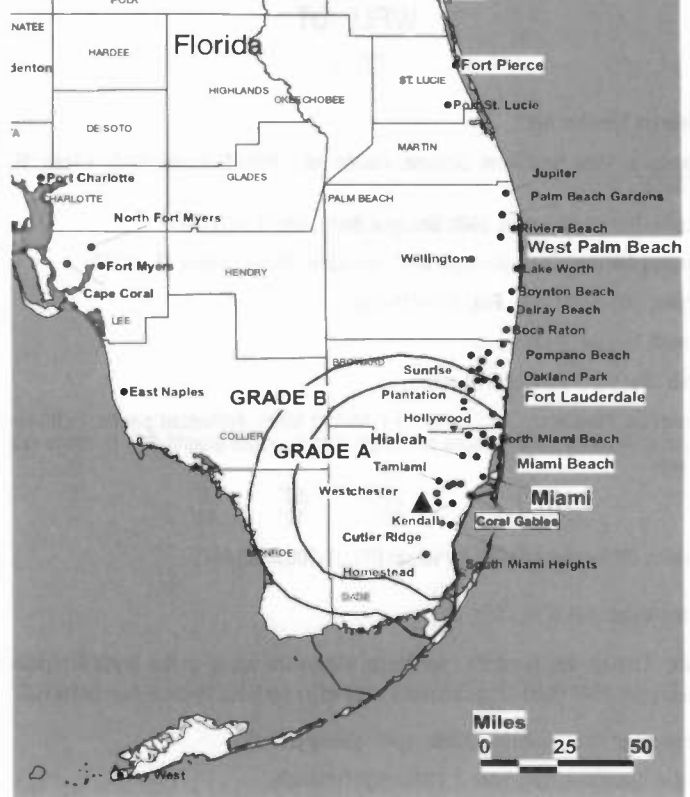 POLK
NATEE
HARDEE
Florida
denton
Fort Pierce
ST. LUCIE
HIGHLANDS
OKEECHOBEE
Port St. Lucie
DE SOTO
MARTIN
Jupiter
Port Charlotte
GLADES
CHARLOTTE
PALM BEACH
Palm Beach Gardens
North Fort Myers
Riviera Beach
West Palm Beach
Wellington
Fort Myers
HENDRY
Lake Worth
Cape Coral
Boynton Beach
Delray Beach
LEE
Boca Raton
BROWARD
Pompano Beach
Sunrise
Oakland Park
East Naples
Plantation
GRADE B
Fort Lauderdale
Hollywood
COLLIER
Hialeah
North Miami Beach
GRADE A
Miami Beach
Tamiami
Westchester
Miami
Kendall
Coral Gables
Cutler Ridge
MONROE
South Miami Heights
Homestead
DADE
Miles
0 25 50
Key West